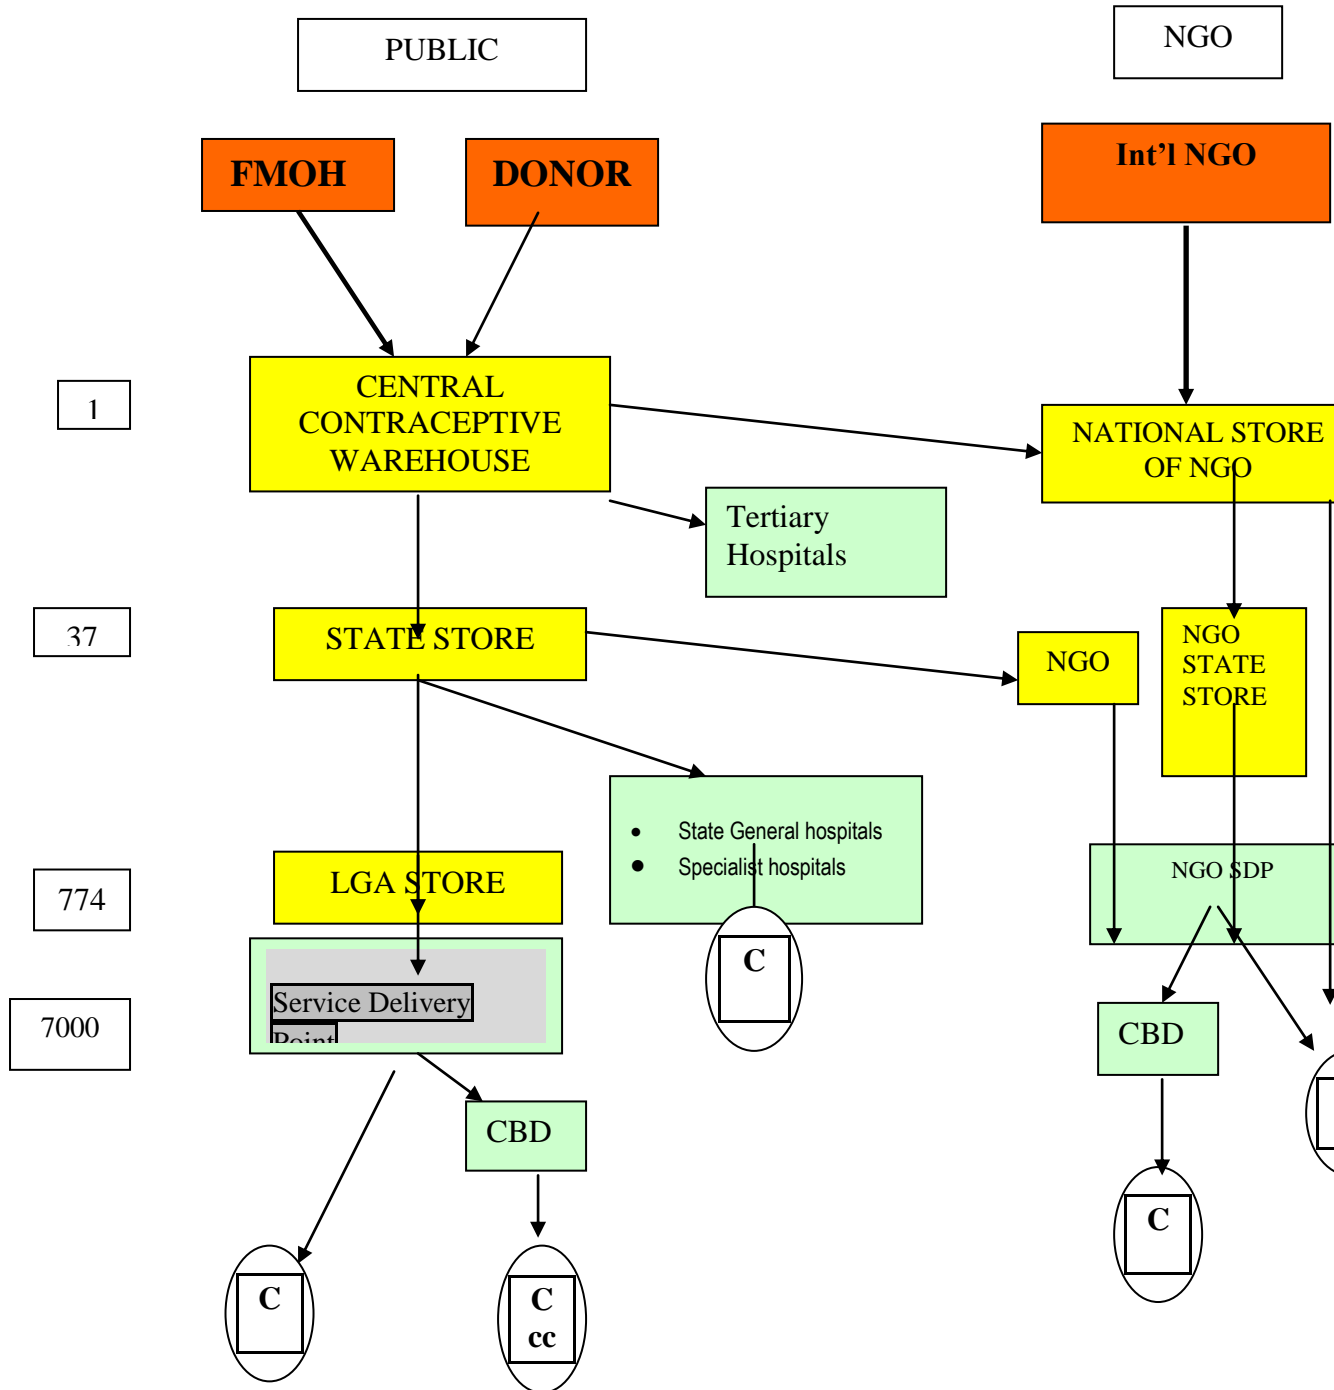 PUBLIC
NGO
FMOH
DONOR
Int’l NGO
1
CENTRAL
CONTRACEPTIVE
WAREHOUSE
NATIONAL STORE
OF NGO
Tertiary
Hospitals
37
STATE STORE
NGO
NGO
STATE
STORE
• State General hospitals
• Specialist hospitals
774
LGA STORE
NGO SDP
C
7000
Service Delivery
Point
CBD
CBD
C
C
C
cc